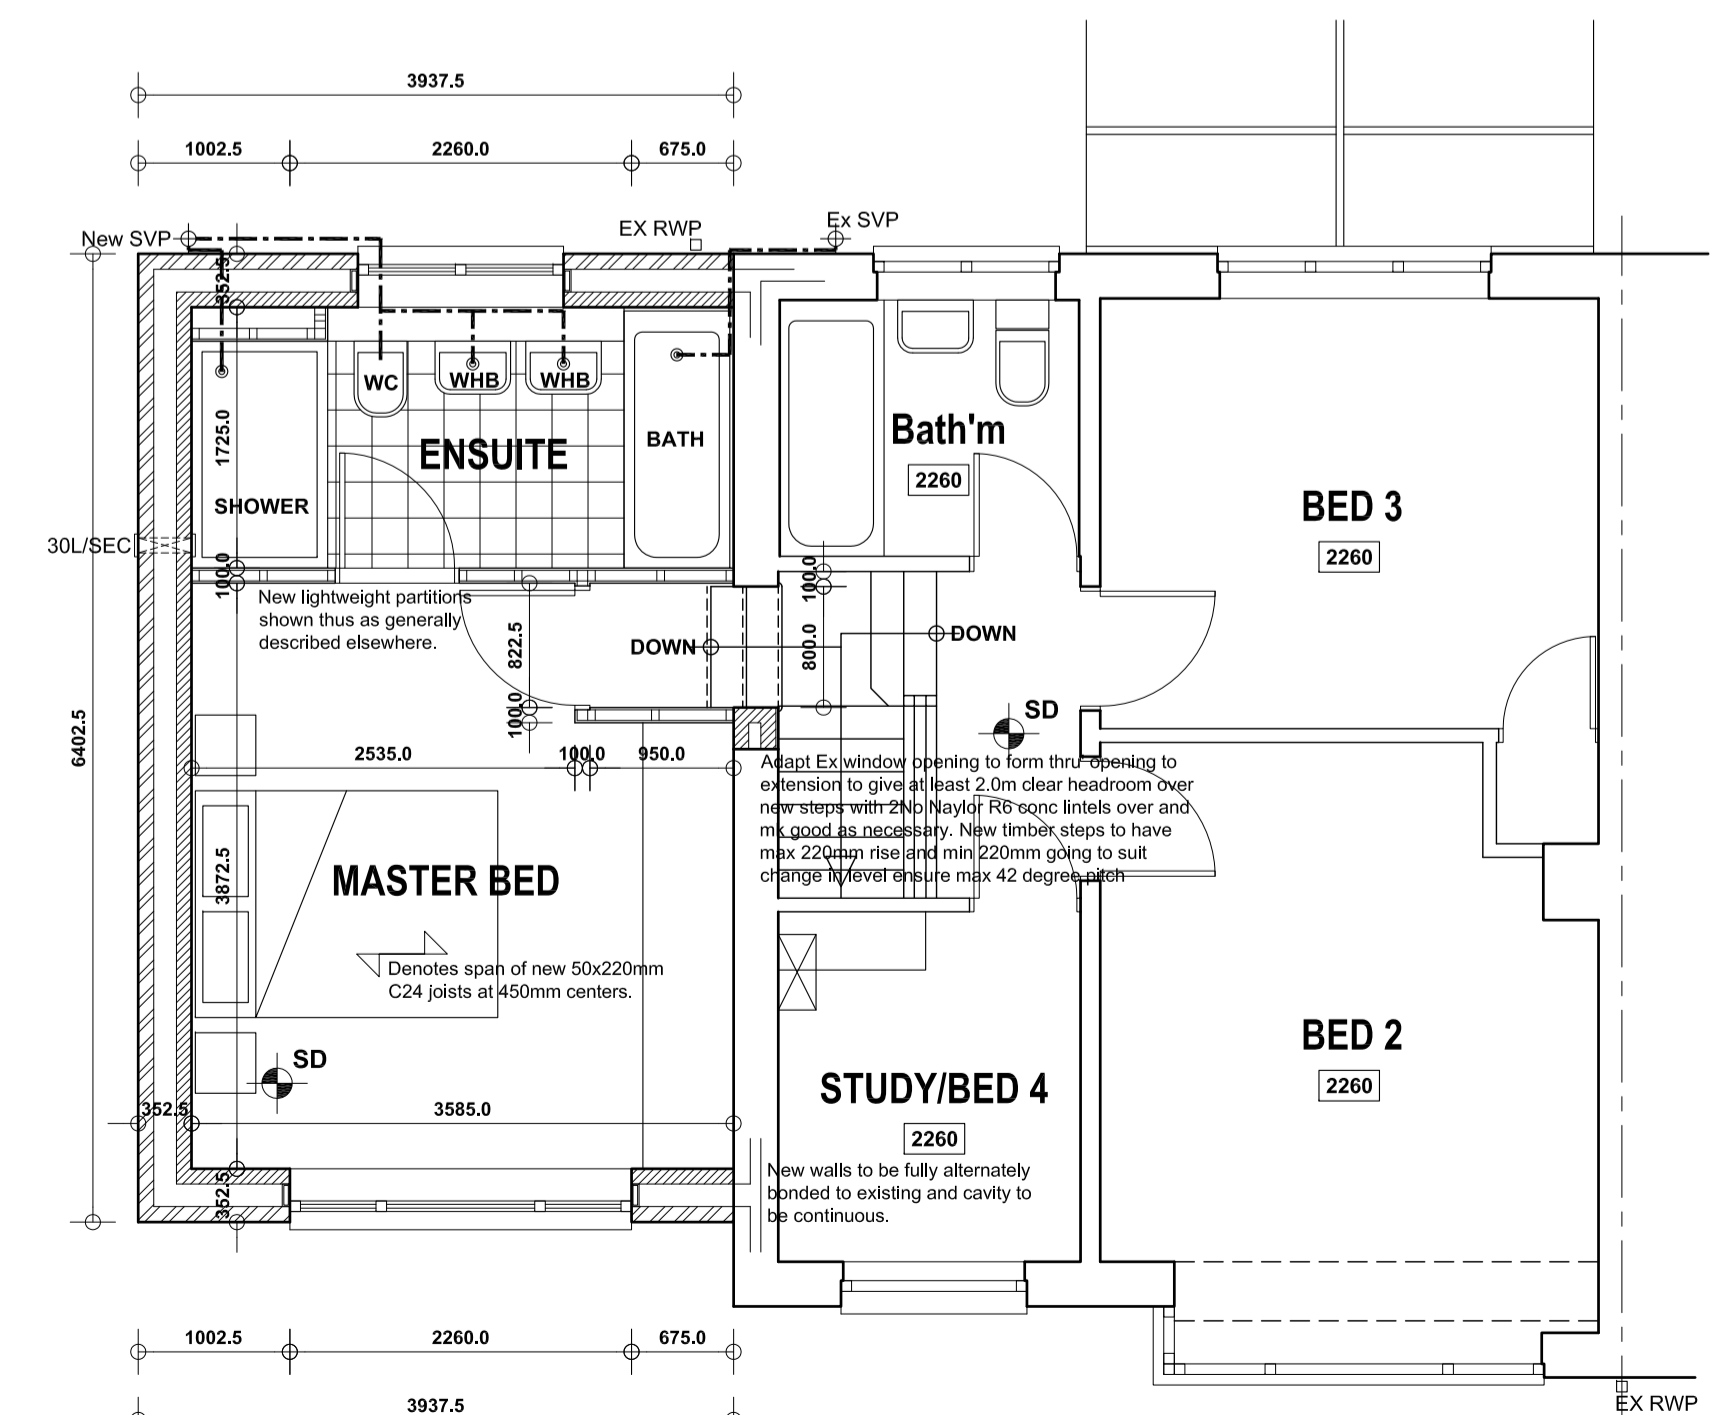 3937.5
1002.5
2260.0
675.0
New SVP
EX RWP
Ex SVP
352.5
WC
WHB
WHB
1725.0
ENSUITE
BATH
Bath'm
2260
SHOWER
BED 3
2260
30L/SEC
100.0
New lightweight partitions
shown thus as generally
described elsewhere.
822.5
100.0
DOWN
100.0
800.0
DOWN
SD
6402.5
2535.0
100.0
950.0
Adapt Ex window opening to form thru opening to
extension to give at least 2.0m clear headroom over
new steps with 2No Naylor R6 conc lintels over and
mk good as necessary. New timber steps to have
max 220mm rise and min 220mm going to suit
change in level ensure max 42 degree pitch
3872.5
MASTER BED
Denotes span of new 50x220mm
C24 joists at 450mm centers.
SD
352.5
3585.0
STUDY/BED 4
2260
BED 2
2260
New walls to be fully alternately
bonded to existing and cavity to
be continuous.
352.5
1002.5
2260.0
675.0
3937.5
EX RWP